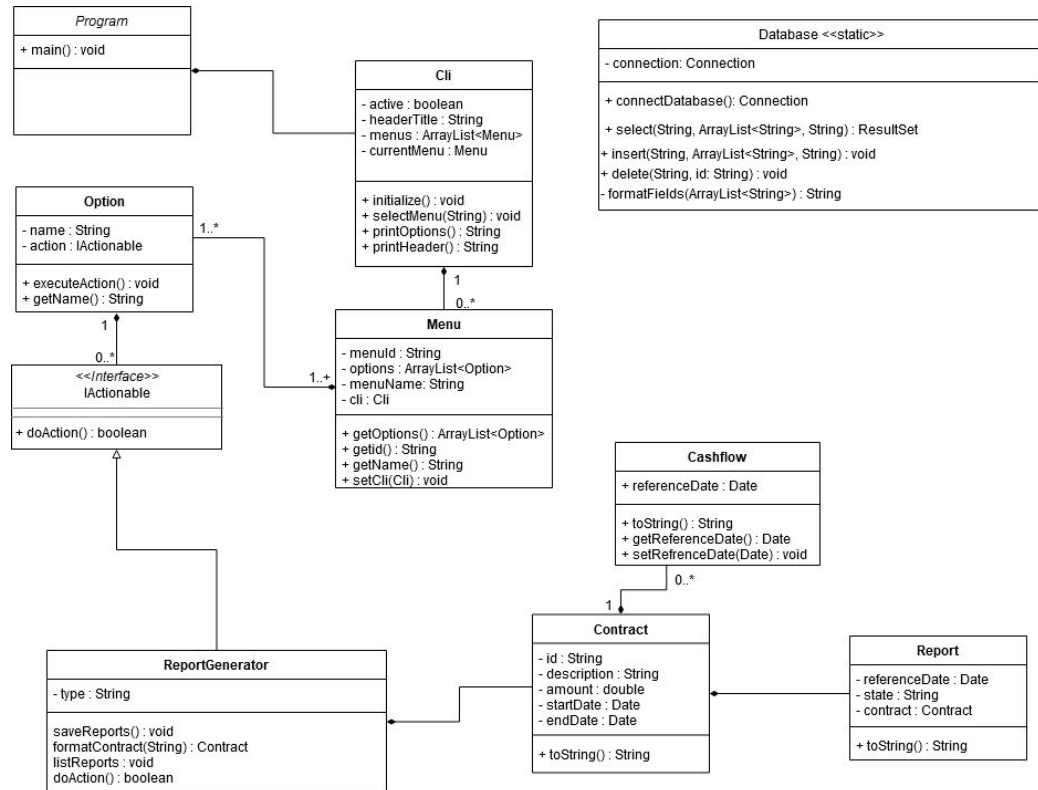 Program
+ main() : void
Database <<static>>
- connection: Connection
+ connectDatabase(): Connection
+ select(String, ArrayList<String>, String) : ResultSet
+ insert(String, ArrayList<String>, String) : void
+ delete(String, id: String) : void
- formatFields(ArrayList<String>) : String
Cli
- active : boolean
- headerTitle : String
- menus : ArrayList<Menu>
- currentMenu : Menu
+ initialize() : void
+ selectMenu(String) : void
+ printOptions() : String
+ printHeader() : String
Option
- name : String
- action : IActionable
+ executeAction() : void
+ getName() : String
1..*
1
0..*
1
0..*
<<Interface>>
IActionable
+ doAction() : boolean
Menu
- menuId : String
- options : ArrayList<Option>
- menuName: String
- cli : Cli
+ getOptions() : ArrayList<Option>
+ getid() : String
+ getName() : String
+ setCli(Cli) : void
1..+
Cashflow
+ referenceDate : Date
+ toString() : String
+ getReferenceDate() : Date
+ setRefrenceDate(Date) : void
0..*
1
Contract
- id : String
- description : String
- amount : double
- startDate : Date
- endDate : Date
+ toString() : String
Report
- referenceDate : Date
- state : String
- contract : Contract
+ toString() : String
ReportGenerator
- type : String
saveReports() : void
formatContract(String) : Contract
listReports : void
doAction() : boolean